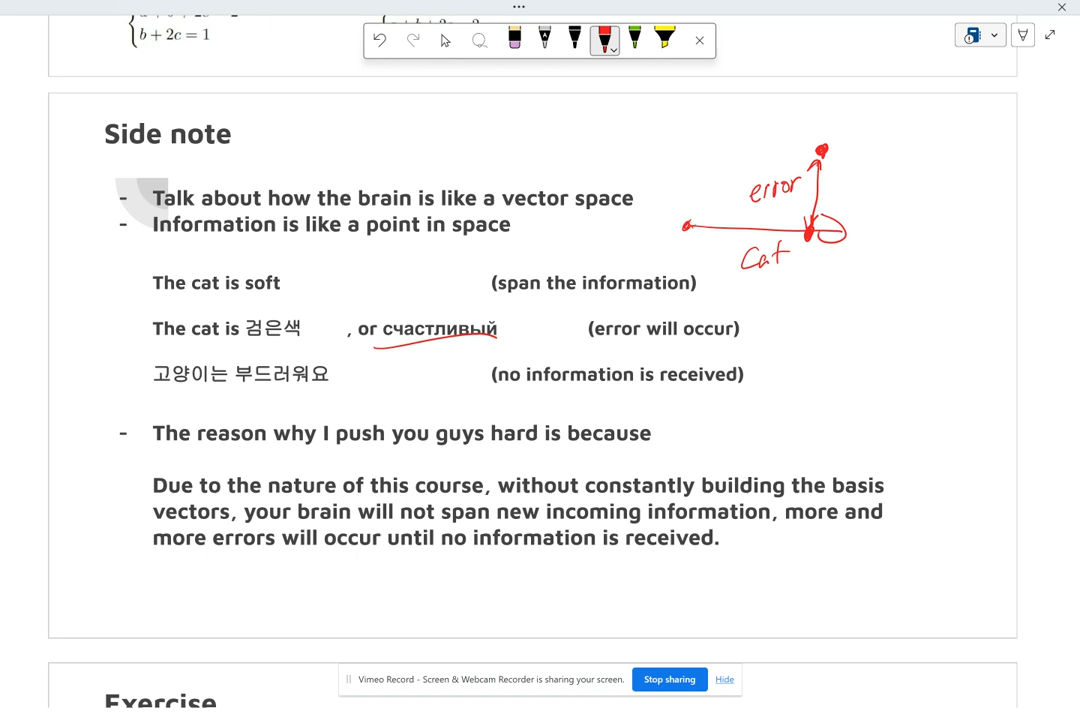 b + 2c = 1
Side note
- Talk about how the brain is like a vector space
- Information is like a point in space
error
Cat
The cat is soft (span the information)
The cat is 검은색 , or счастливый (error will occur)
고양이는 부드러워요 (no information is received)
- The reason why I push you guys hard is because
Due to the nature of this course, without constantly building the basis
vectors, your brain will not span new incoming information, more and
more errors will occur until no information is received.
Vimeo Record - Screen & Webcam Recorder is sharing your screen. Stop sharing Hide
Exercise